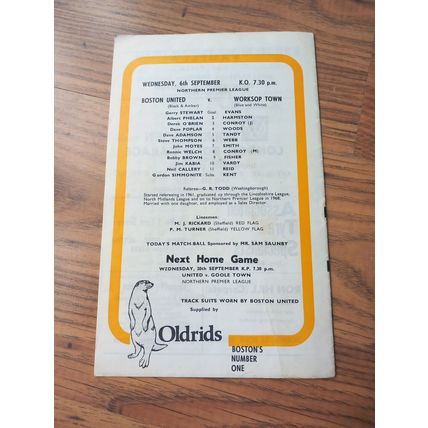 WEDNESDAY, 6th SEPTEMBER K.O. 7.30 p.m.
NORTHERN PREMIER LEAGUE
BOSTON UNITED v. WORKSOP TOWN
(Black & Amber) (Blue and White)
Gerry STEWART Goal EVANS
Albert PHELAN 2 HARMSTON
Derek O'BRIEN 3 CONROY (J)
Dave POPLAR 4 WOODS
Dave ADAMSON 5 TANDY
Steve THOMPSON 6 WEBB
John MOYES 7 SMITH
Ronnie WELCH 8 CONROY (M)
Bobby BROWN 9 FISHER
Jim KABIA 10 VARDY
Neil CALLERY 11 REID
Gordon SIMMONITE Subs KENT
Referee— G. R. TODD (Washingborough)
Started refereeing in 1961, graduated up through the Lincolnshire League,
North Midlands League and on to Northern Premier League in 1968.
Married with one daughter, and employed as a Sales Director.
Linesmen:
M. J. RICKARD (Sheffield) RED FLAG
P. M. TURNER (Sheffield) YELLOW FLAG
TODAY'S MATCH-BALL Sponsored by MR. SAM SAUNBY
Next Home Game
WEDNESDAY, 20th SEPTEMBER K.P. 7.30 p.m.
UNITED v. GOOLE TOWN
NORTHERN PREMIER LEAGUE
TRACK SUITS WORN BY BOSTON UNITED
Supplied by
Oldrids
BOSTON'S
NUMBER
ONE